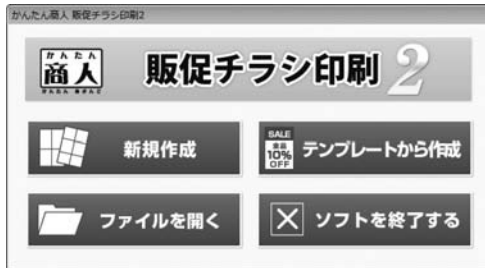 かんたん商人 販促チラシ印刷2
かんたん
商人
販促チラシ印刷 2
新規作成
SALE
全品
10%
OFF
テンプレートから作成
ファイルを開く
ソフトを終了する